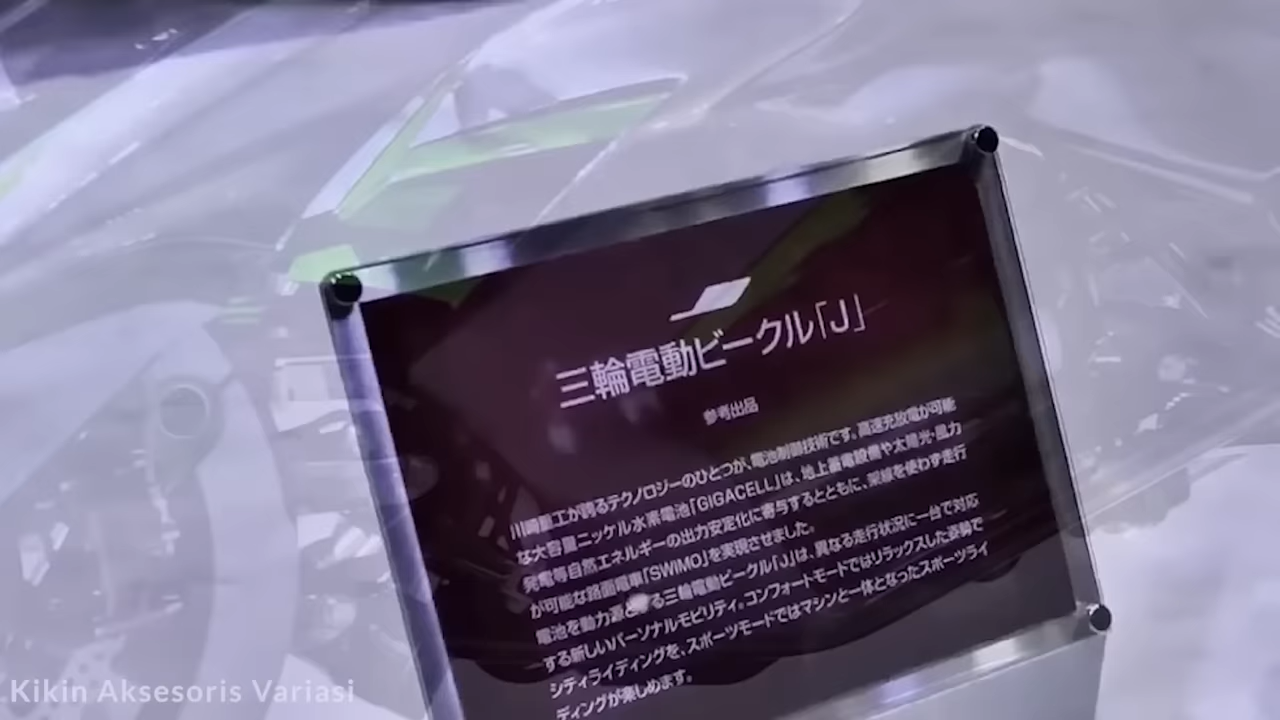 三輪電動ビークル「J」
参考出品
川崎重工が誇るテクノロジーのひとつが、電池制御技術です。高速充放電が可能
な大容量ニッケル水素電池「GIGACELL」は、地上蓄電設備や太陽光・風力
発電等自然エネルギーの出力安定化に寄与するとともに、架線を使わず走行
が可能な路面電車「SWIMO」を実現させました。
電池を動力源とする三輪電動ビークル「J」は、異なる走行状況に一台で対応
する新しいパーソナルモビリティ。コンフォートモードではリラックスした姿勢で
シティライディングを、スポーツモードではマシンと一体となったスポーツライ
ディングが楽しめます。
Kikin Aksesoris Variasi